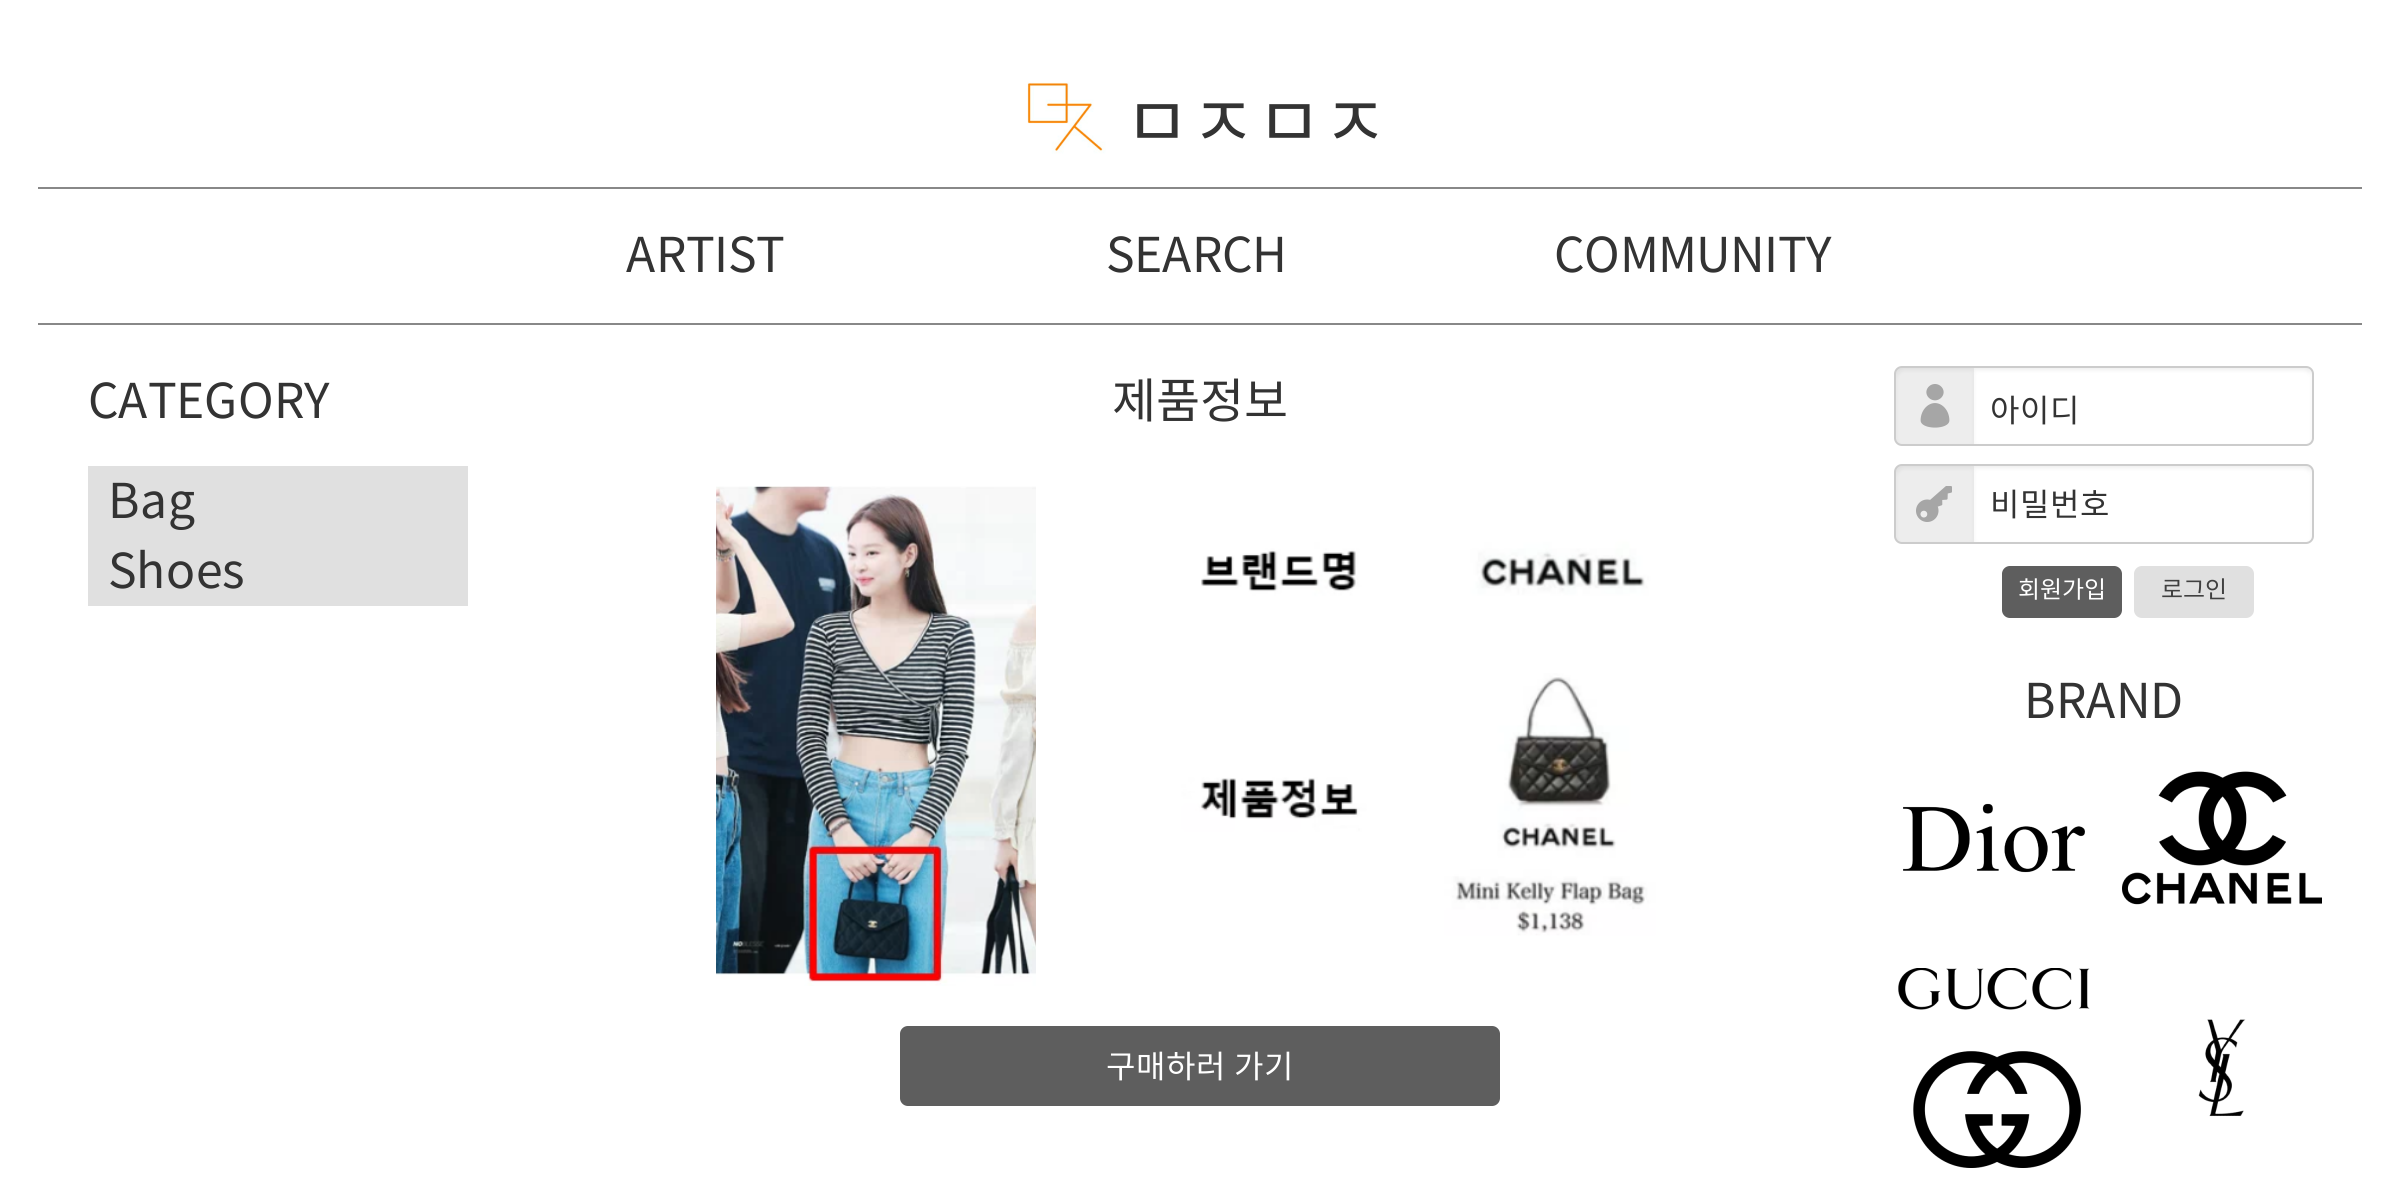 ㅁㅈㅁㅈ
ARTIST
SEARCH
COMMUNITY
CATEGORY
Bag
Shoes
제품정보
브랜드명
CHANEL
제품정보
CHANEL
Mini Kelly Flap Bag
$1,138
구매하러 가기
아이디
비밀번호
회원가입
로그인
BRAND
Dior
CHANEL
GUCCI
YSL